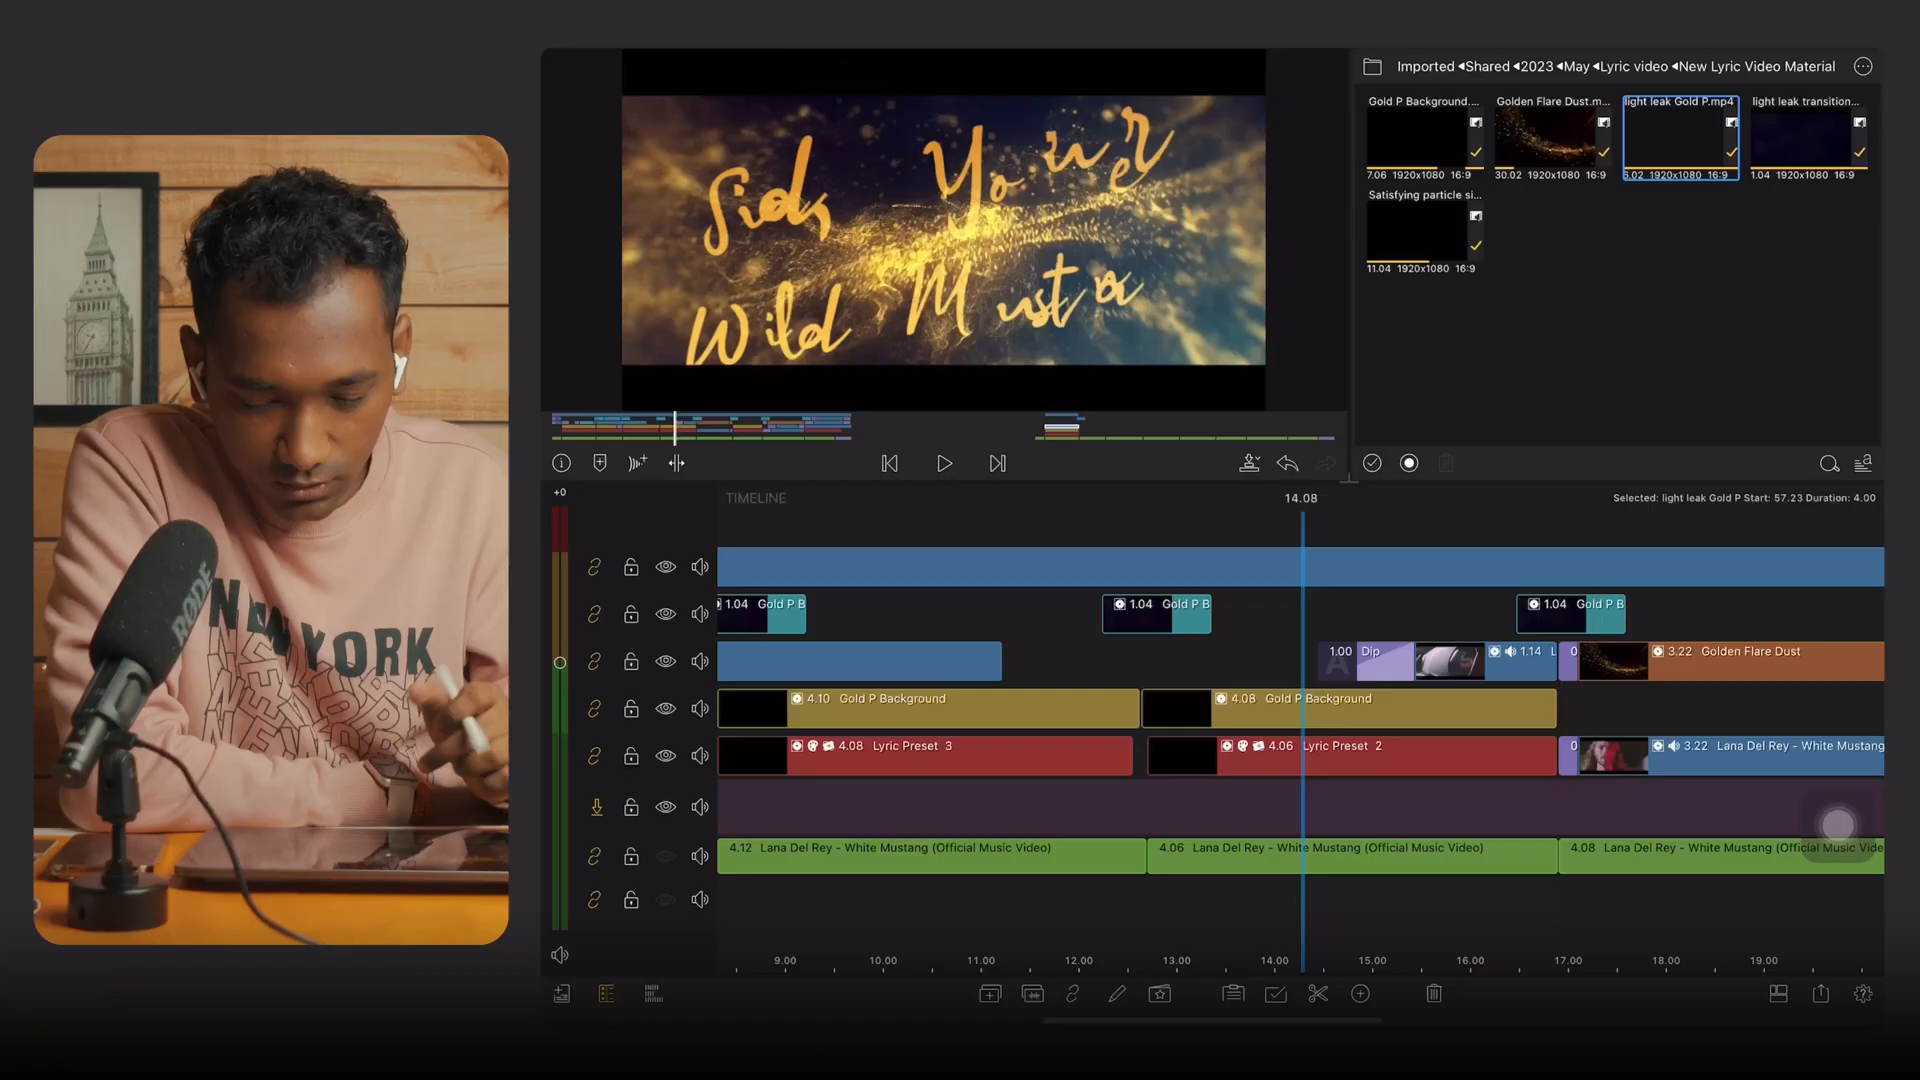 Imported ◂Shared ◂2023 ◂May ◂Lyric video ◂New Lyric Video Material
Gold P Background....
Golden Flare Dust.m...
light leak Gold P.mp4
light leak transition...
7.06 1920x1080 16:9
30.02 1920x1080 16:9
5.02 1920x1080 16:9
1.04 1920x1080 16:9
Satisfying particle si...
11.04 1920x1080 16:9
Side, Youner
Wild Musta
+0
TIMELINE
14.08
Selected: light leak Gold P Start: 57.23 Duration: 4.00
1.04 Gold P B
1.04 Gold P B
1.04 Gold P B
A 1.00 Dip
1.14 L
0
3.22 Golden Flare Dust
4.10 Gold P Background
4.08 Gold P Background
4.08 Lyric Preset 3
4.06 Lyric Preset 2
0
3.22 Lana Del Rey - White Mustang
4.12 Lana Del Rey - White Mustang (Official Music Video)
4.06 Lana Del Rey - White Mustang (Official Music Video)
4.08 Lana Del Rey - White Mustang (Official Music Vide
9.00 10.00 11.00 12.00 13.00 14.00 15.00 16.00 17.00 18.00 19.00
RØDE
NEW YORK